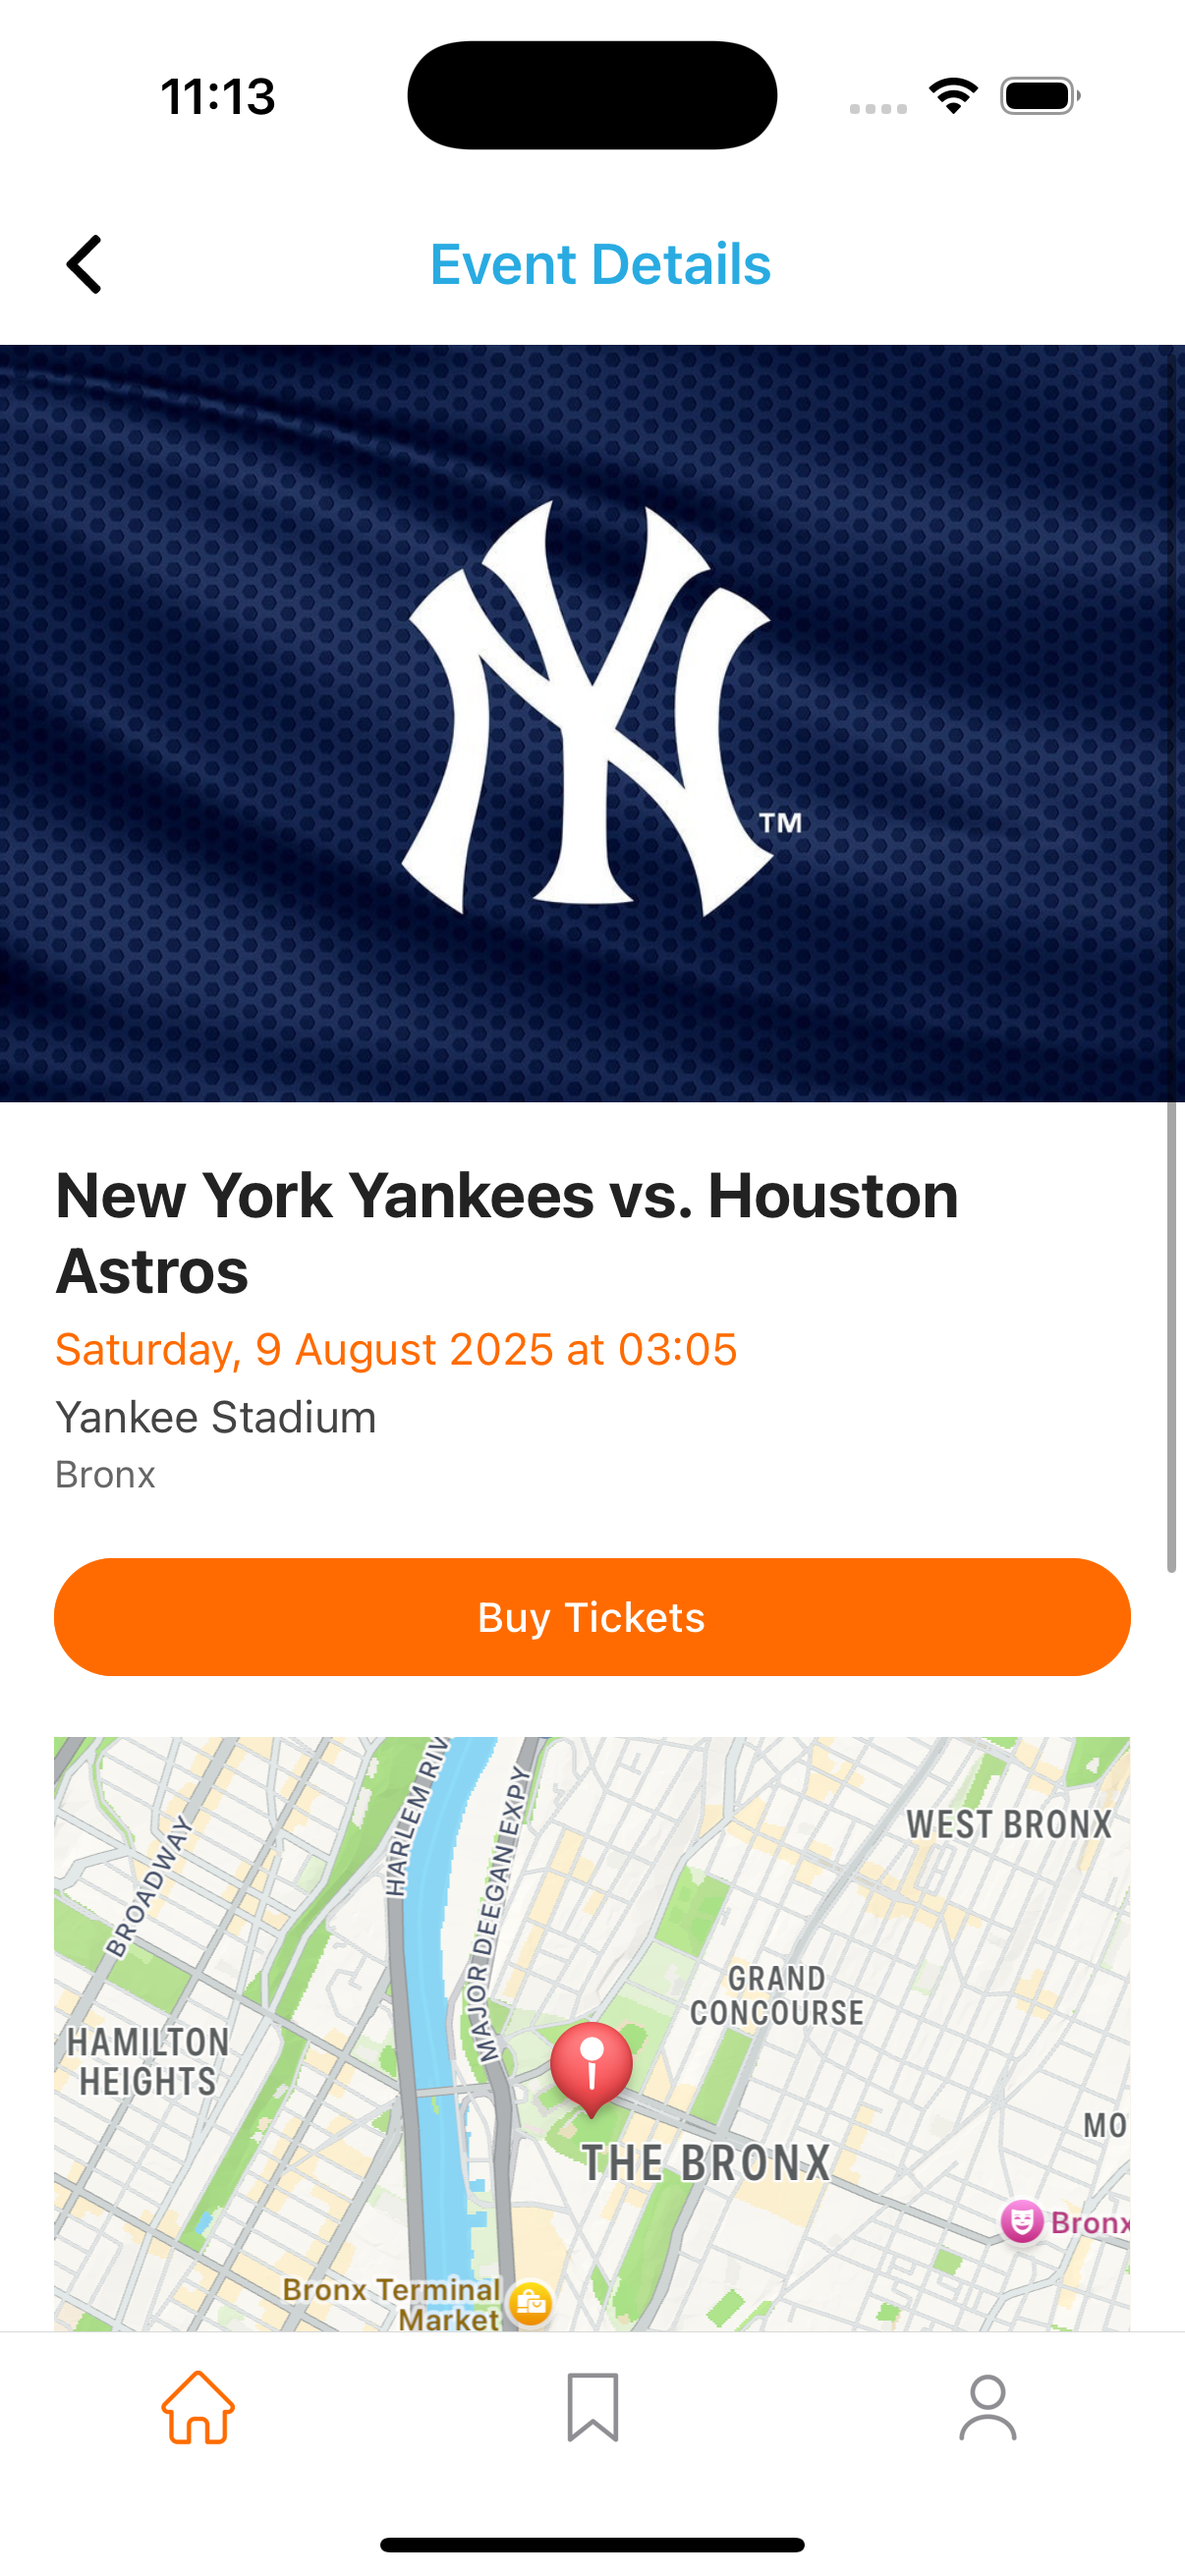 11:13
Event Details
NY
TM
New York Yankees vs. Houston
Astros
Saturday, 9 August 2025 at 03:05
Yankee Stadium
Bronx
Buy Tickets
HARLEM RIV
MAJOR DEEGAN EXPY
BROADWAY
WEST BRONX
GRAND
CONCOURSE
HAMILTON
HEIGHTS
MO
THE BRONX
Bronx
Bronx Terminal
Market